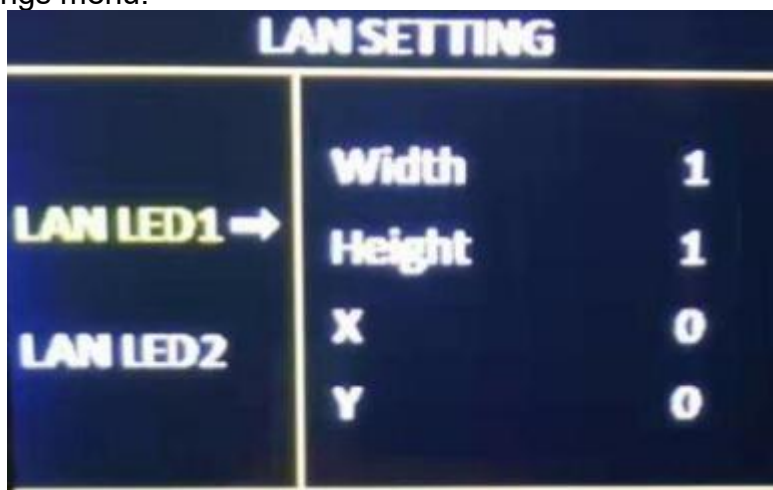 LAN SETTING
LAN LED1 →
LAN LED2
Width 1
Height 1
X 0
Y 0